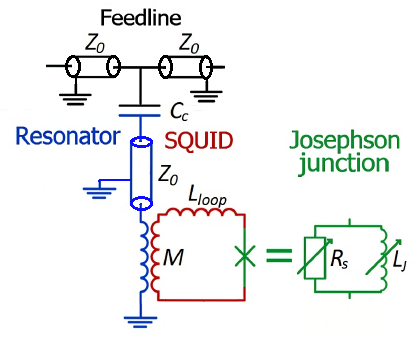 Feedline
Z0 Z0
Cc
Resonator SQUID Josephson
junction
Z0
Lloop
M = Rs LJ